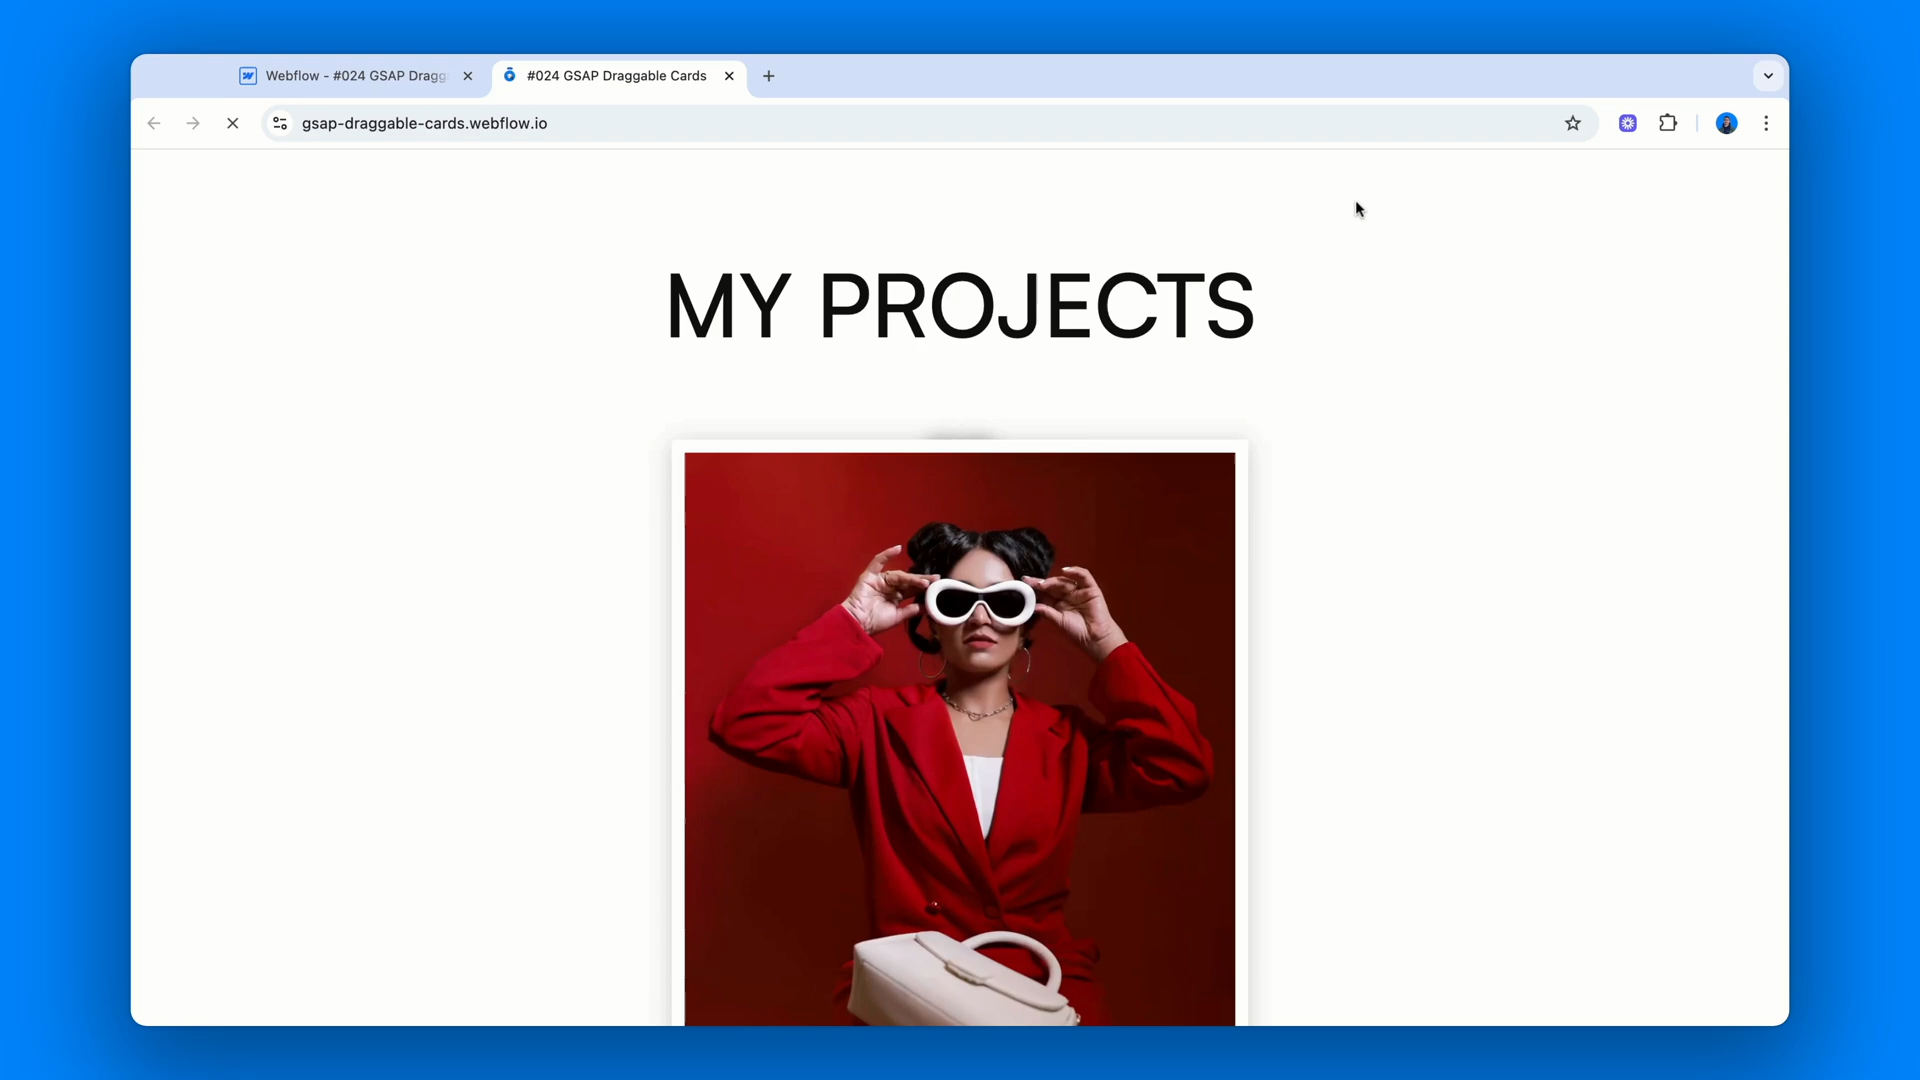 Webflow - #024 GSAP Dragg
#024 GSAP Draggable Cards
gsap-draggable-cards.webflow.io
MY PROJECTS